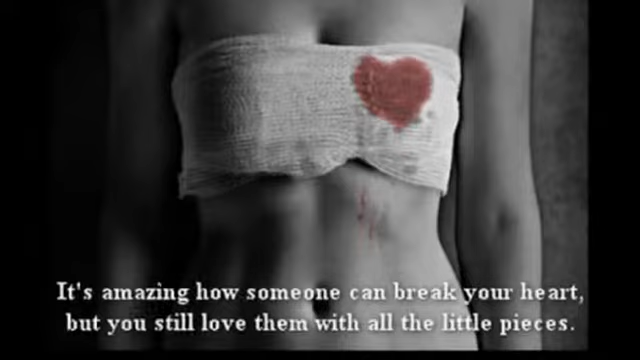 It's amazing how someone can break your heart,
but you still love them with all the little pieces.